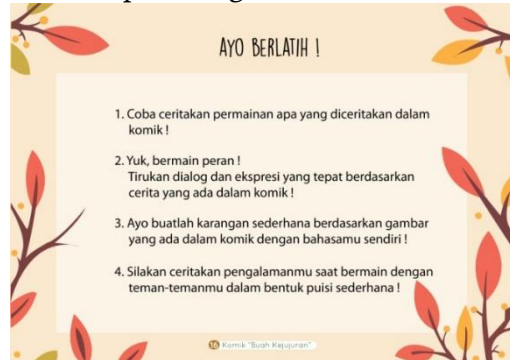 AYO BERLATIH !
1. Coba ceritakan permainan apa yang diceritakan dalam
komik !
2. Yuk, bermain peran !
Tirukan dialog dan ekspresi yang tepat berdasarkan
cerita yang ada dalam komik !
3. Ayo buatlah karangan sederhana berdasarkan gambar
yang ada dalam komik dengan bahasamu sendiri !
4. Silakan ceritakan pengalamanmu saat bermain dengan
teman-temanmu dalam bentuk puisi sederhana !
16 Komik "Buah Kejujuran"